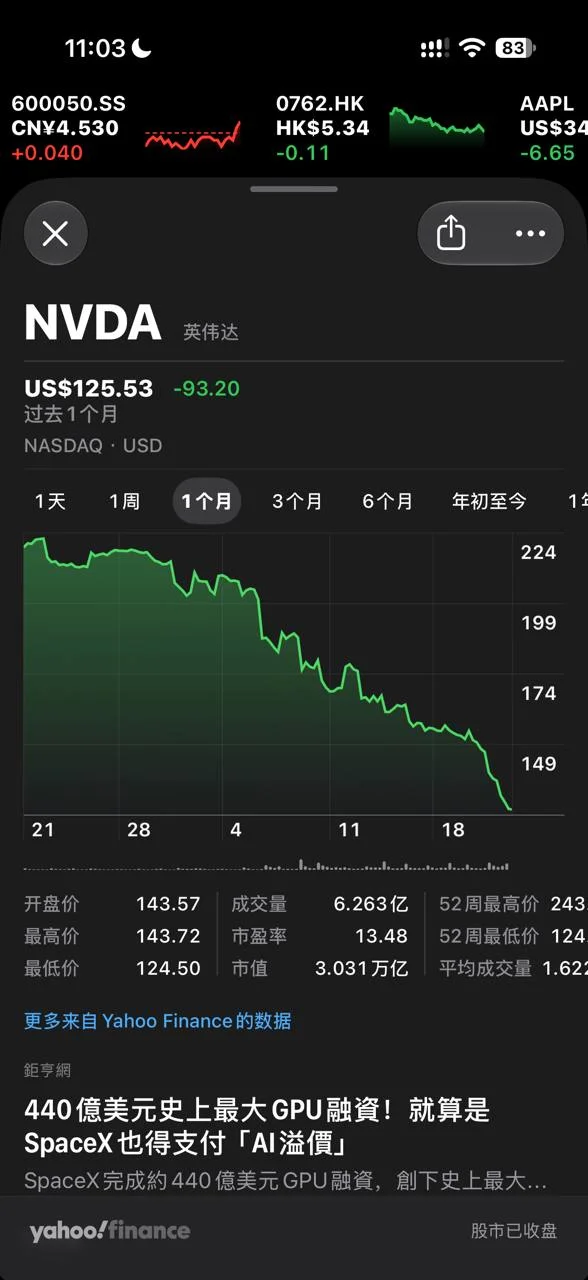 11:03
83
600050.SS
CN¥4.530
+0.040
0762.HK
HK$5.34
-0.11
AAPL
US$34
-6.65
NVDA 英伟达
US$125.53 -93.20
过去1个月
NASDAQ · USD
1天 1周 1个月 3个月 6个月 年初至今 1年
224
199
174
149
21 28 4 11 18
开盘价 143.57 成交量 6.263亿 52周最高价 243.
最高价 143.72 市盈率 13.48 52周最低价 124.
最低价 124.50 市值 3.031万亿 平均成交量 1.622
更多来自 Yahoo Finance 的数据
鉅亨網
440億美元史上最大GPU融資！就算是
SpaceX也得支付「AI溢價」
SpaceX完成約440億美元GPU融資，創下史上最大…
yahoo!finance 股市已收盘